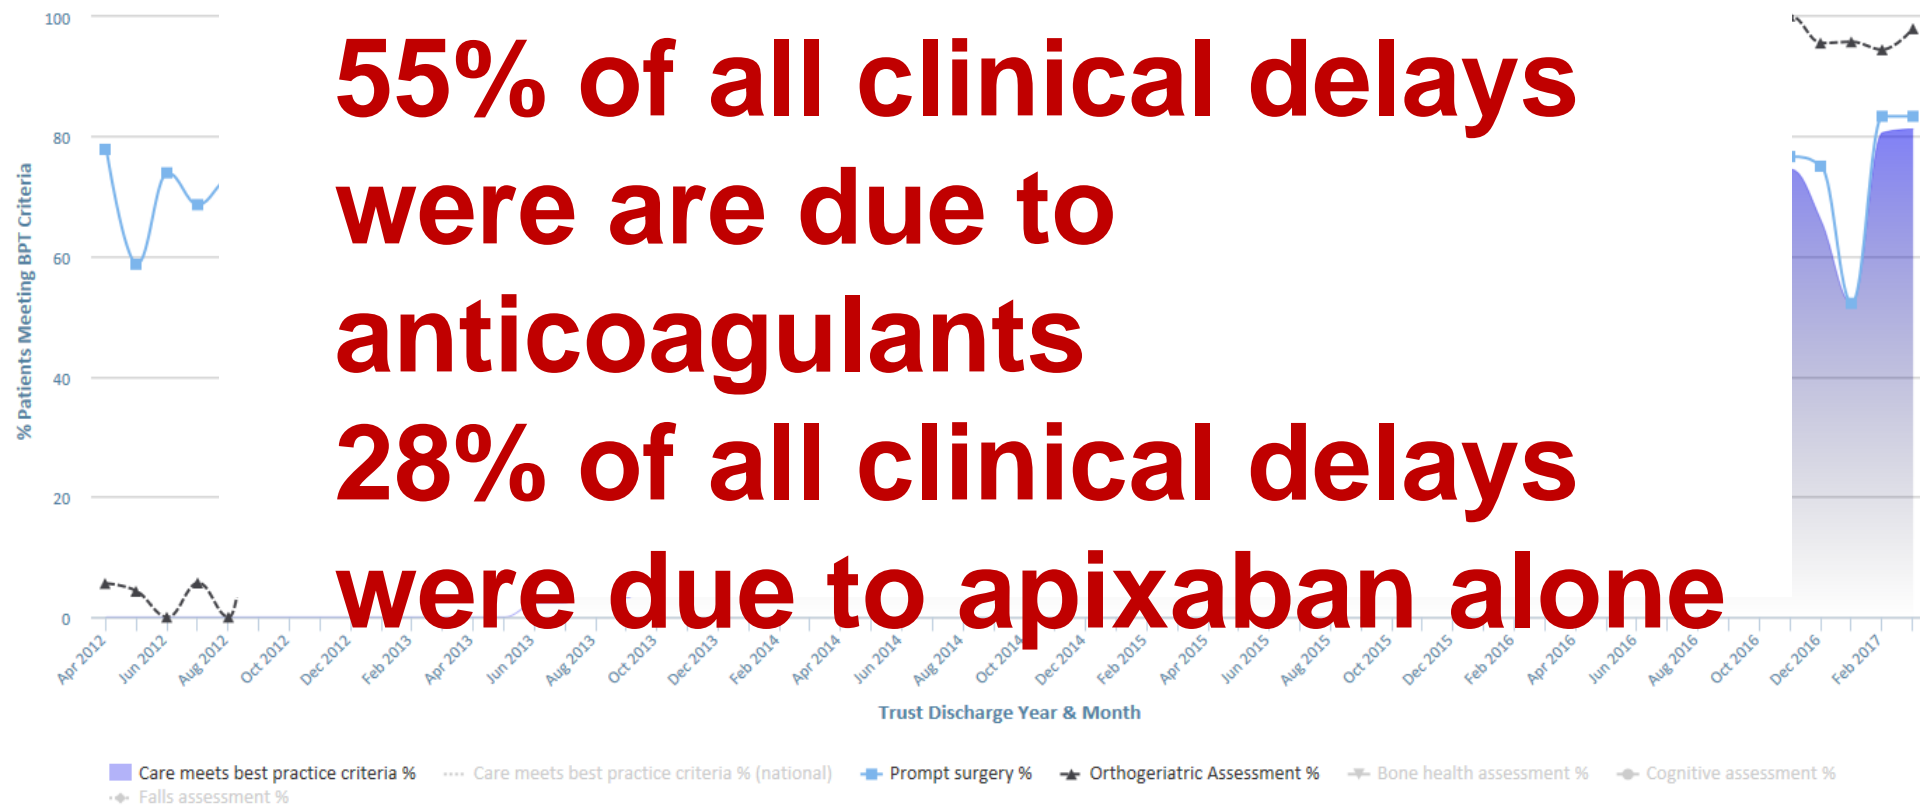 55% of all clinical delays
were are due to
anticoagulants
28% of all clinical delays
were due to apixaban alone
% Patients Meeting BPT Criteria
100
80
60
40
20
0
Apr 2012
Jun 2012
Aug 2012
Oct 2012
Dec 2012
Feb 2013
Apr 2013
Jun 2013
Aug 2013
Oct 2013
Dec 2013
Feb 2014
Apr 2014
Jun 2014
Aug 2014
Oct 2014
Dec 2014
Feb 2015
Apr 2015
Jun 2015
Aug 2015
Oct 2015
Dec 2015
Feb 2016
Apr 2016
Jun 2016
Aug 2016
Oct 2016
Dec 2016
Feb 2017
Trust Discharge Year & Month
Care meets best practice criteria % Care meets best practice criteria % (national) Prompt surgery % Orthogeriatric Assessment % Bone health assessment % Cognitive assessment %
Falls assessment %